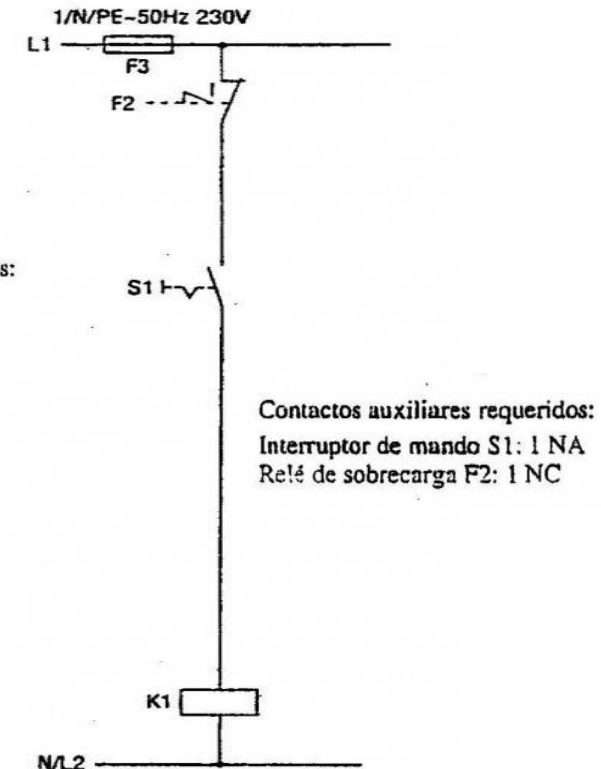 1/N/PE~50Hz 230V
L1
F3
F2
s:
S1
Contactos auxiliares requeridos:
Interruptor de mando S1: 1 NA
Relé de sobrecarga F2: 1 NC
K1
N/L2